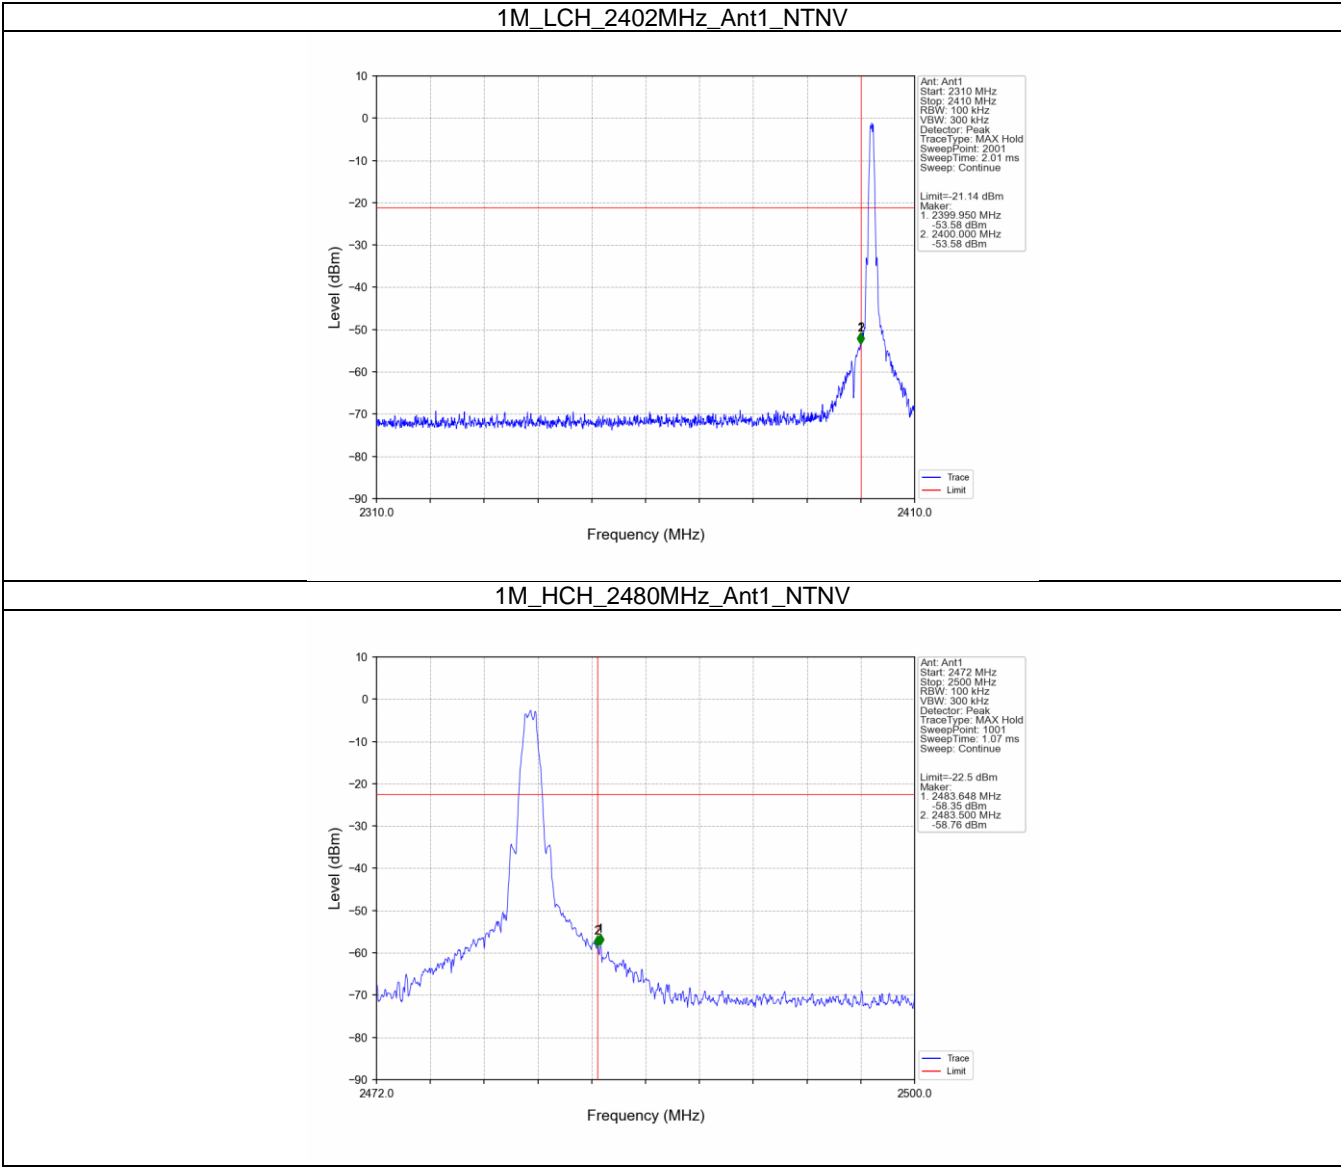 1M_LCH_2402MHz_Ant1_NTNV
10
0
−10
−20
−30
−40
−50
−60
−70
−80
−90
Level (dBm)
2310.0
2410.0
Frequency (MHz)
2
Ant: Ant1
Start: 2310 MHz
Stop: 2410 MHz
RBW: 100 kHz
VBW: 300 kHz
Detector: Peak
TraceType: MAX Hold
SweepPoint: 2001
SweepTime: 2.01 ms
Sweep: Continue
Limit=-21.14 dBm
Maker:
1. 2399.950 MHz
-53.58 dBm
2. 2400.000 MHz
-53.58 dBm
Trace
Limit
1M_HCH_2480MHz_Ant1_NTNV
10
0
−10
−20
−30
−40
−50
−60
−70
−80
−90
Level (dBm)
2472.0
2500.0
Frequency (MHz)
2 1
Ant: Ant1
Start: 2472 MHz
Stop: 2500 MHz
RBW: 100 kHz
VBW: 300 kHz
Detector: Peak
TraceType: MAX Hold
SweepPoint: 1001
SweepTime: 1.07 ms
Sweep: Continue
Limit=-22.5 dBm
Maker:
1. 2483.648 MHz
-58.35 dBm
2. 2483.500 MHz
-58.76 dBm
Trace
Limit